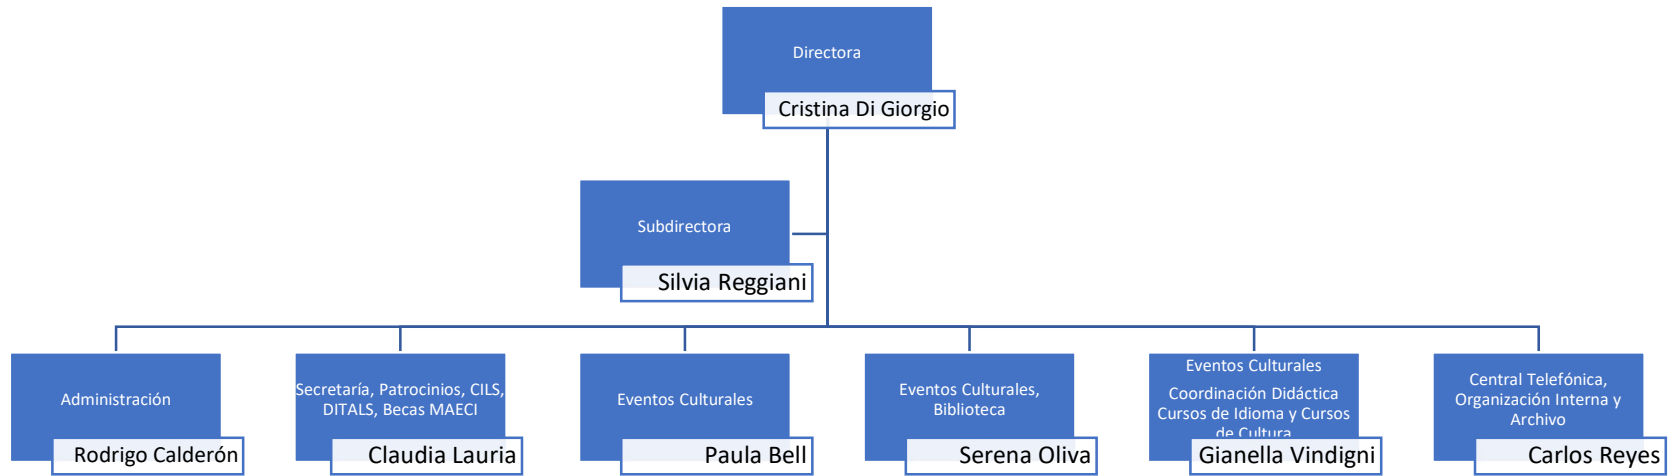 Directora
Cristina Di Giorgio
Subdirectora
Silvia Reggiani
Administración
Rodrigo Calderón
Secretaría, Patrocinios, CILS,
DITALS, Becas MAECI
Claudia Lauria
Eventos Culturales
Paula Bell
Eventos Culturales,
Biblioteca
Serena Oliva
Eventos Culturales
Coordinación Didáctica
Cursos de Idioma y Cursos
de Cultura
Gianella Vindigni
Central Telefónica,
Organización Interna y
Archivo
Carlos Reyes